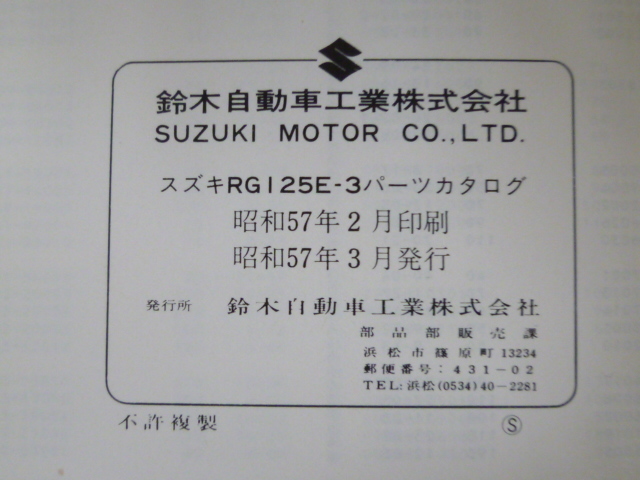 鈴木自動車工業株式会社
SUZUKI MOTOR CO.,LTD.
スズキRG125E-3パーツカタログ
昭和57年2月印刷
昭和57年3月発行
発行所 鈴木自動車工業株式会社
部品部販売課
浜松市篠原町13234
郵便番号:431-02
TEL:浜松(0534)40-2281
不許複製 Ⓢ